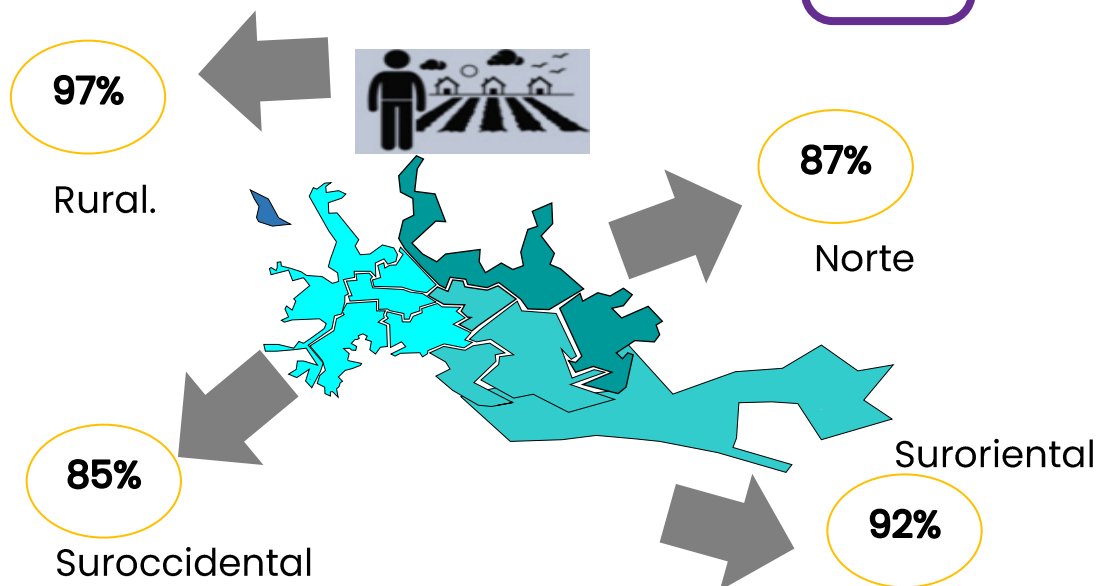 97%
Rural.
87%
Norte
85%
Suroccidental
Suroriental
92%